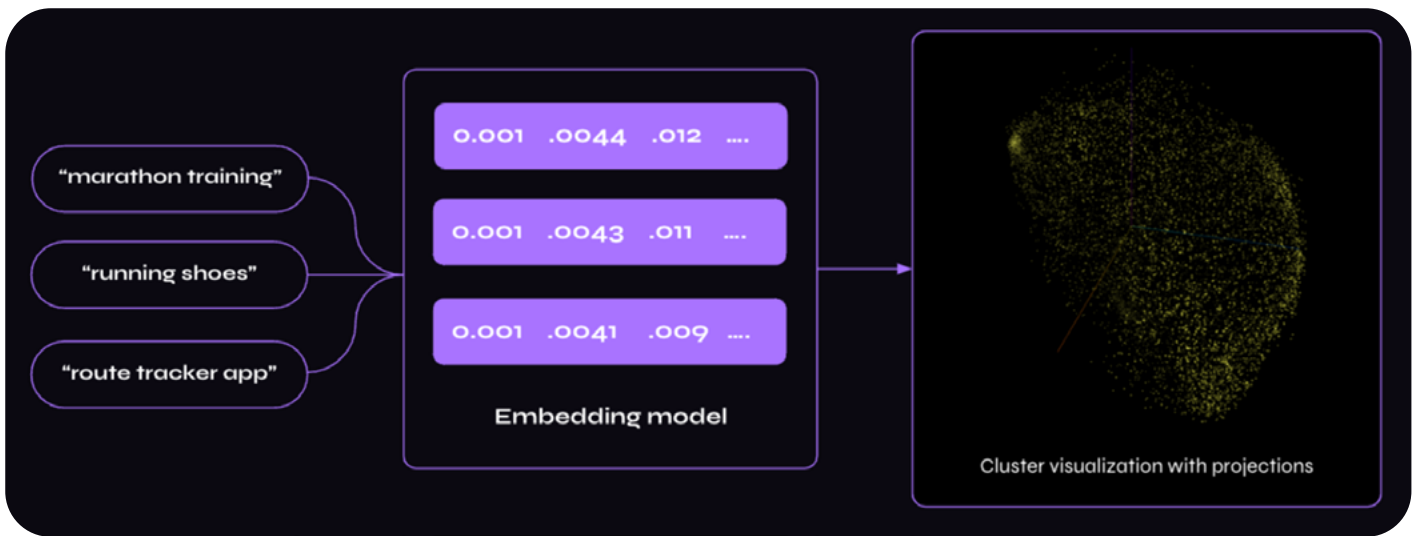 “marathon training”
“running shoes”
“route tracker app”
0.001 .0044 .012 ....
0.001 .0043 .011 ....
0.001 .0041 .009 ....
Embedding model
Cluster visualization with projections